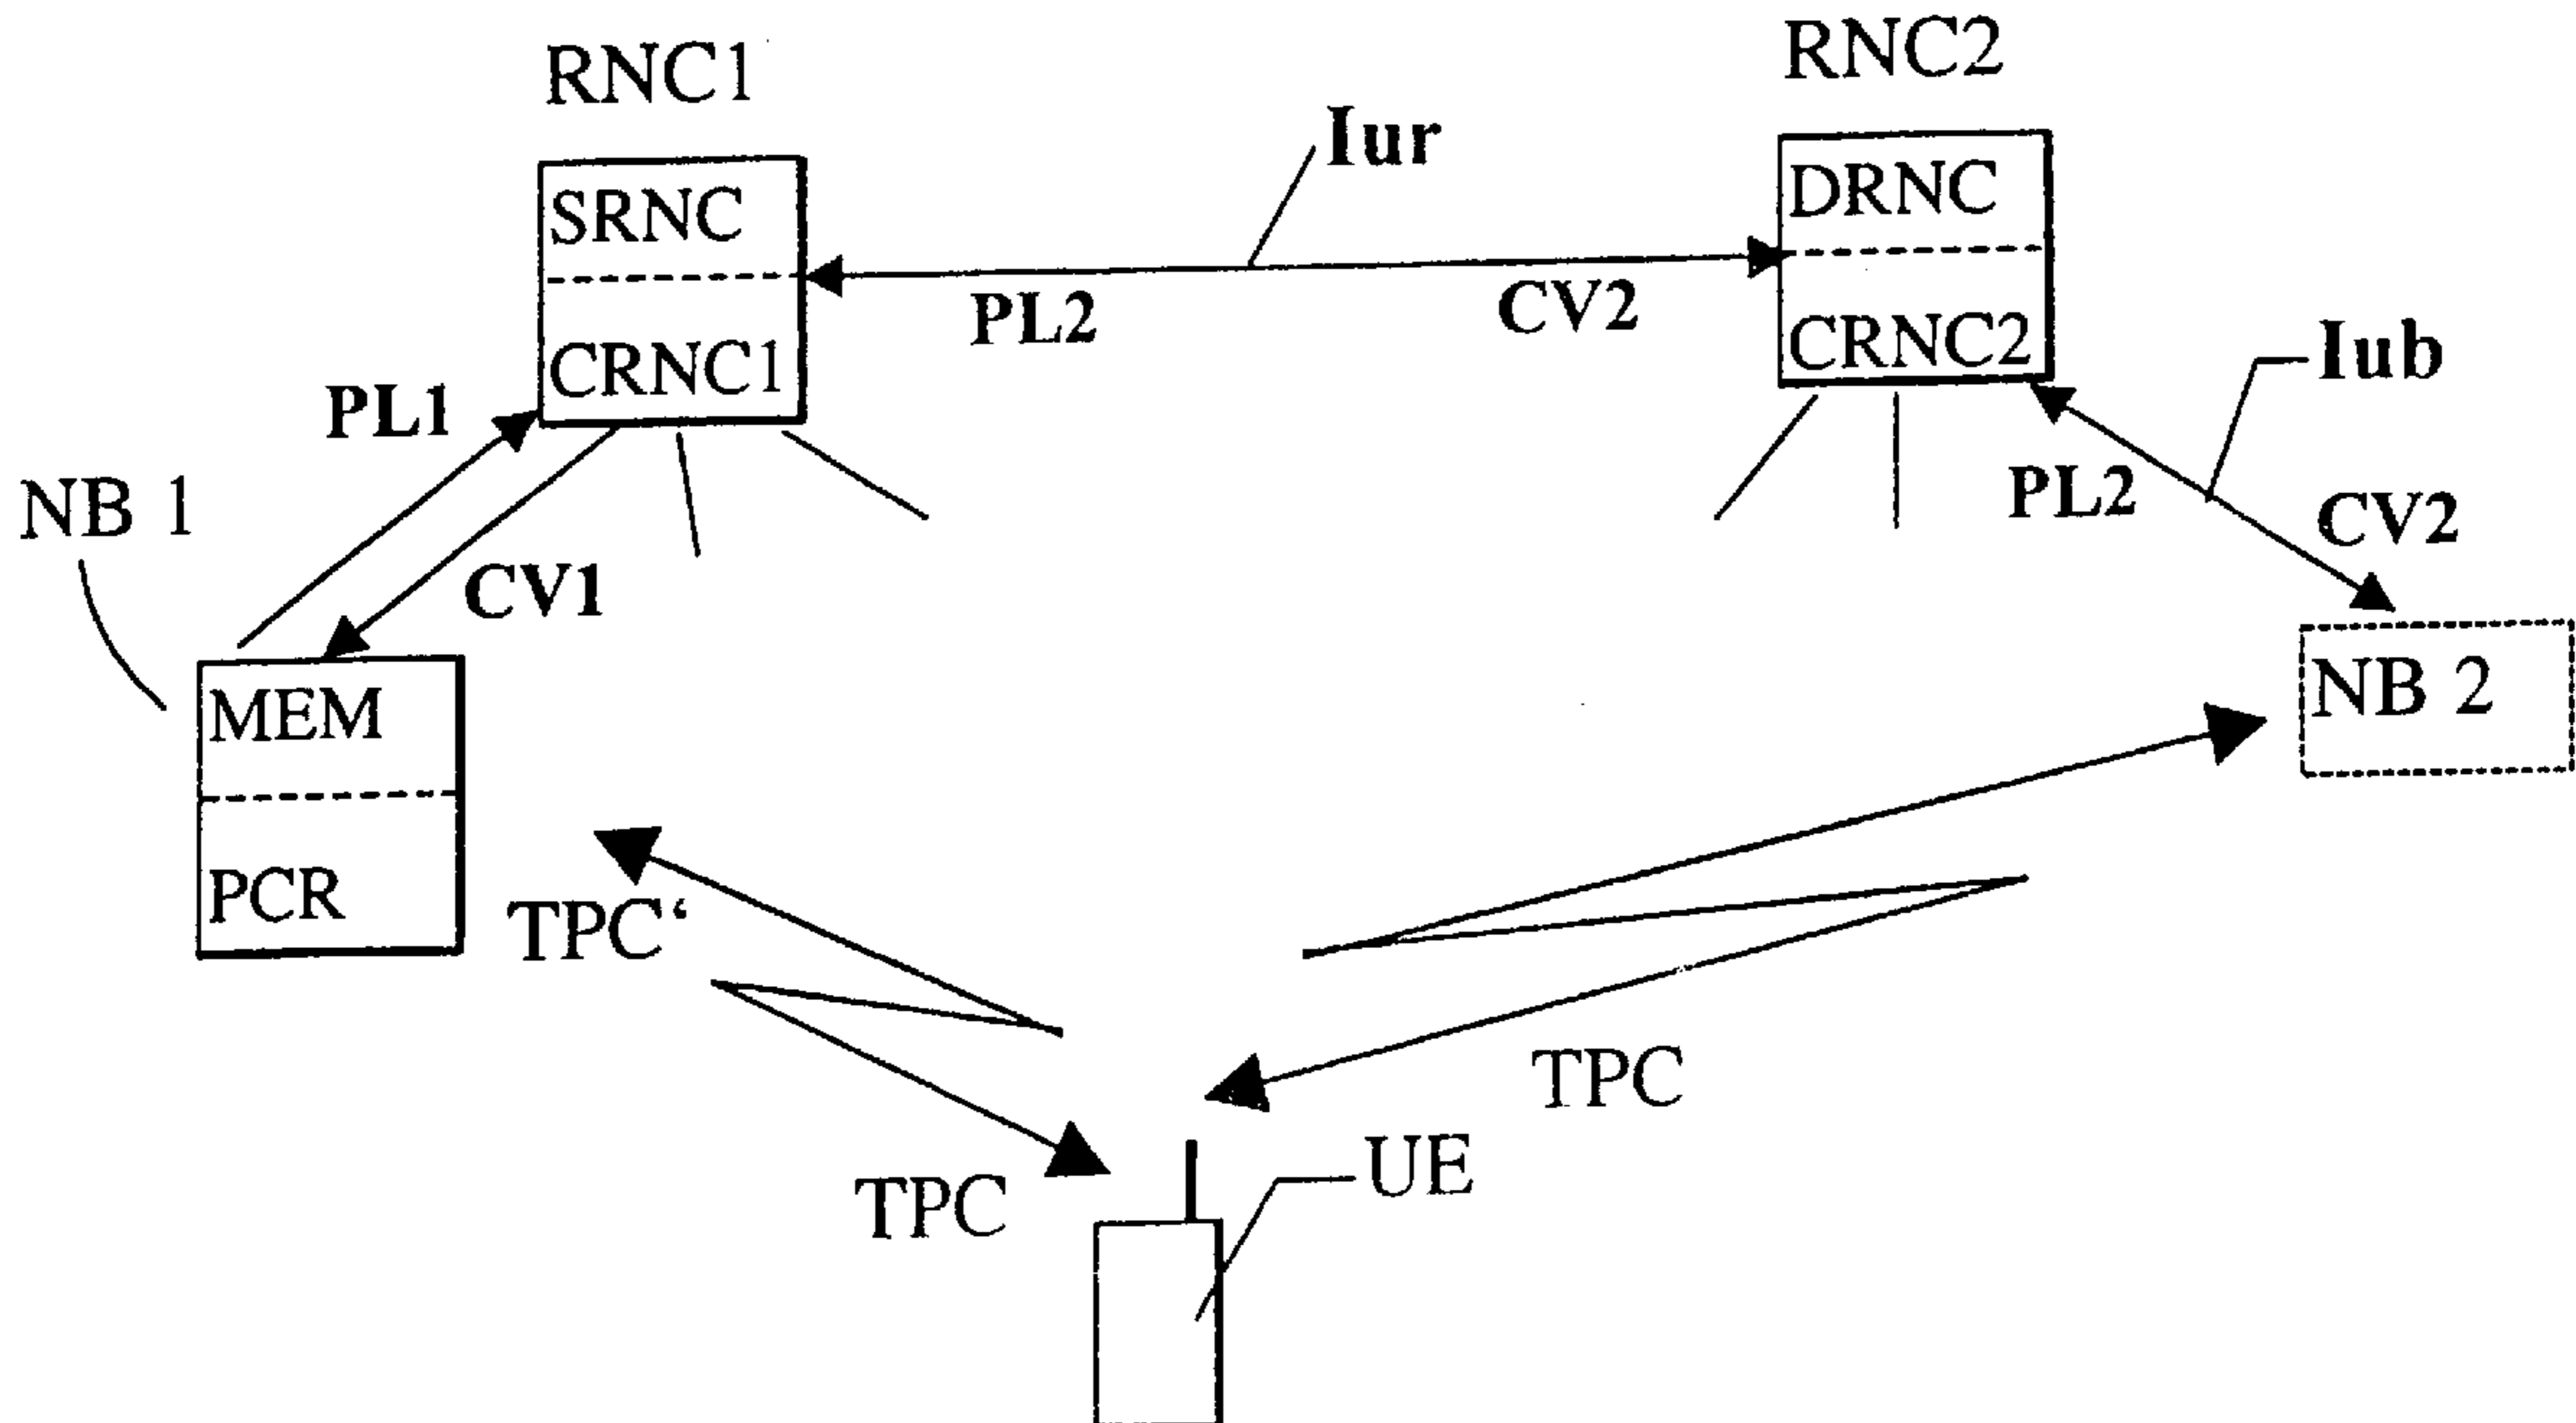 RNC1
RNC2
Iur
SRNC
DRNC
PL2
CV2
CRNC1
CRNC2
Iub
PL1
PL2
NB 1
CV2
CV1
MEM
NB 2
PCR
TPC‘
TPC
TPC
UE